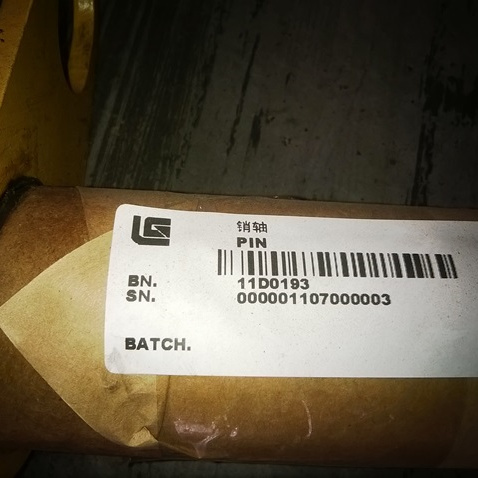 销轴
PIN
BN. 11D0193
SN. 000001107000003
BATCH.